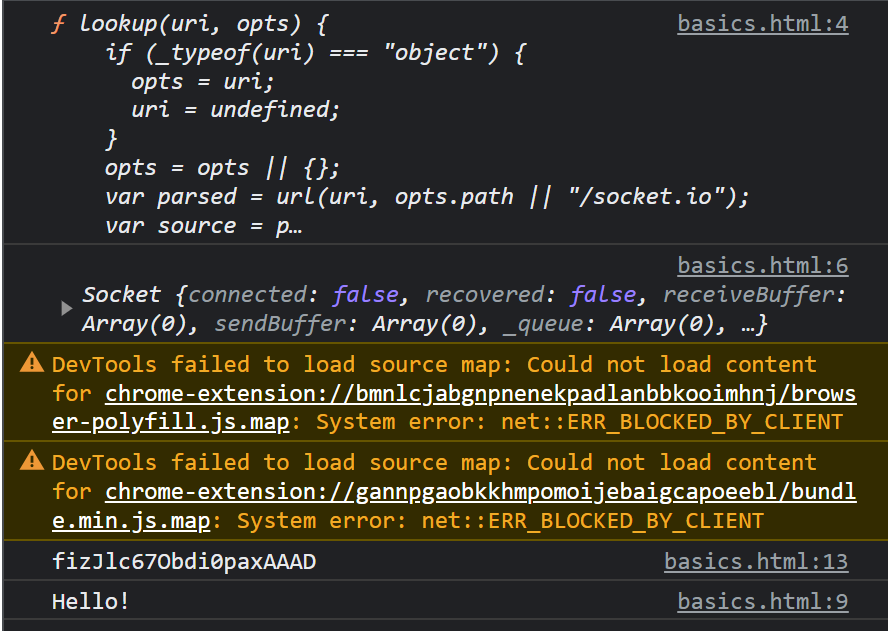 ƒ lookup(uri, opts) { basics.html:4
if (_typeof(uri) === "object") {
opts = uri;
uri = undefined;
}
opts = opts || {};
var parsed = url(uri, opts.path || "/socket.io");
var source = p…
basics.html:6
Socket {connected: false, recovered: false, receiveBuffer:
Array(0), sendBuffer: Array(0), _queue: Array(0), …}
DevTools failed to load source map: Could not load content
for chrome-extension://bmnlcjabgnpnenekpadlanbbkooimhnj/brows
er-polyfill.js.map: System error: net::ERR_BLOCKED_BY_CLIENT
DevTools failed to load source map: Could not load content
for chrome-extension://gannpgaobkkhmpomoijebaigcapoeebl/bundl
e.min.js.map: System error: net::ERR_BLOCKED_BY_CLIENT
fizJlc67Obdi0paxAAAD basics.html:13
Hello! basics.html:9